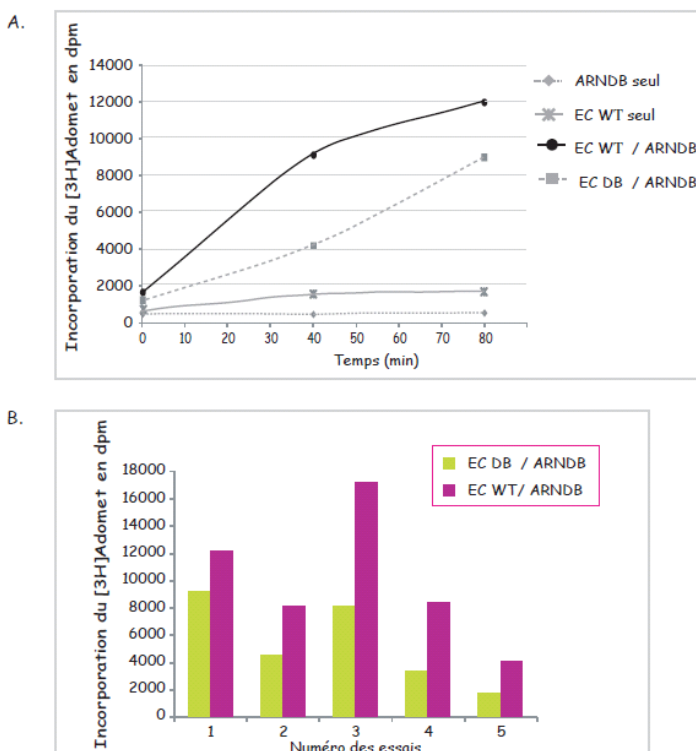 A.
Incorporation du [3H]Adomet en dpm
14000
12000
10000
8000
6000
4000
2000
0
0 10 20 30 40 50 60 70 80
Temps (min)
ARNDB seul
EC WT seul
EC WT / ARNDB
EC DB / ARNDB
B.
Incorporation du [3H]Adomet en dpm
18000
16000
14000
12000
10000
8000
6000
4000
2000
0
1 2 3 4 5
Numéro des essais
EC DB / ARNDB
EC WT/ ARNDB